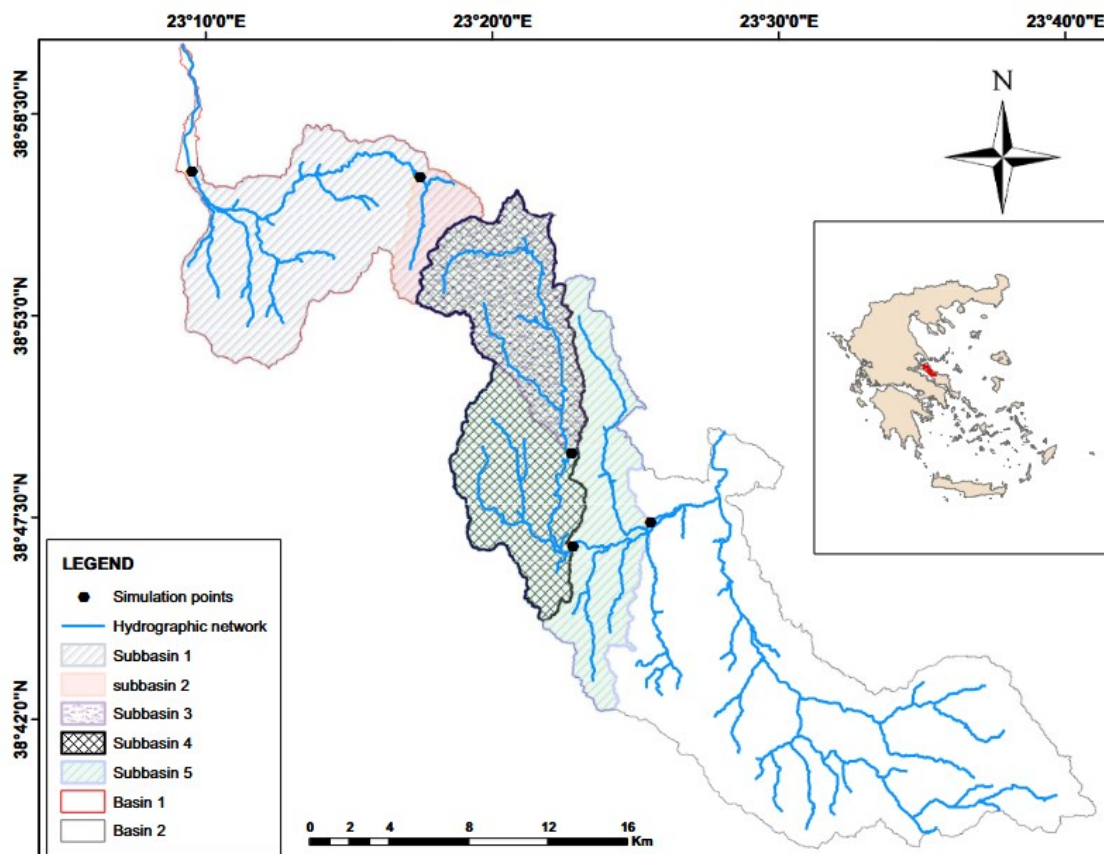 23°10'0"E 23°20'0"E 23°30'0"E 23°40'0"E
38°58'30"N
38°53'0"N
38°47'30"N
38°42'0"N
N
LEGEND
Simulation points
Hydrographic network
Subbasin 1
subbasin 2
Subbasin 3
Subbasin 4
Subbasin 5
Basin 1
Basin 2
0 2 4 8 12 16
Km